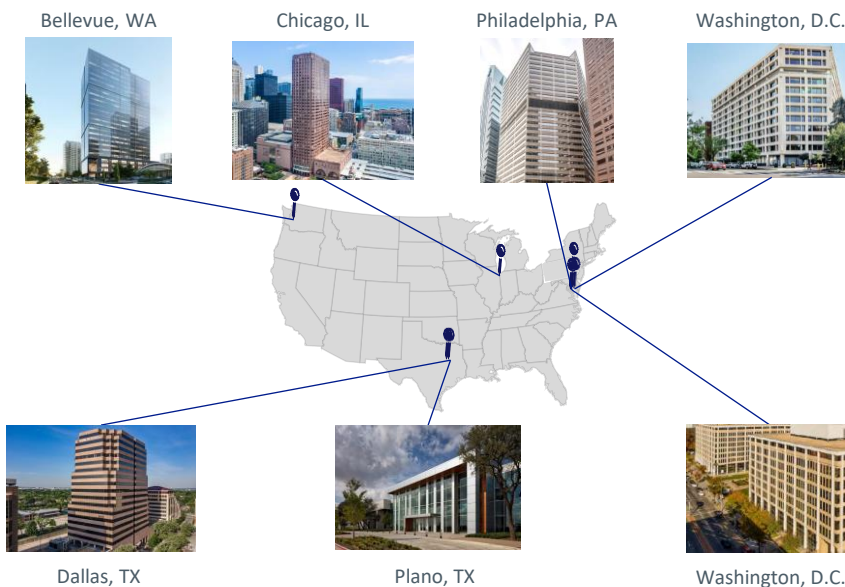 Bellevue, WA
Chicago, IL
Philadelphia, PA
Washington, D.C.
Dallas, TX
Plano, TX
Washington, D.C.